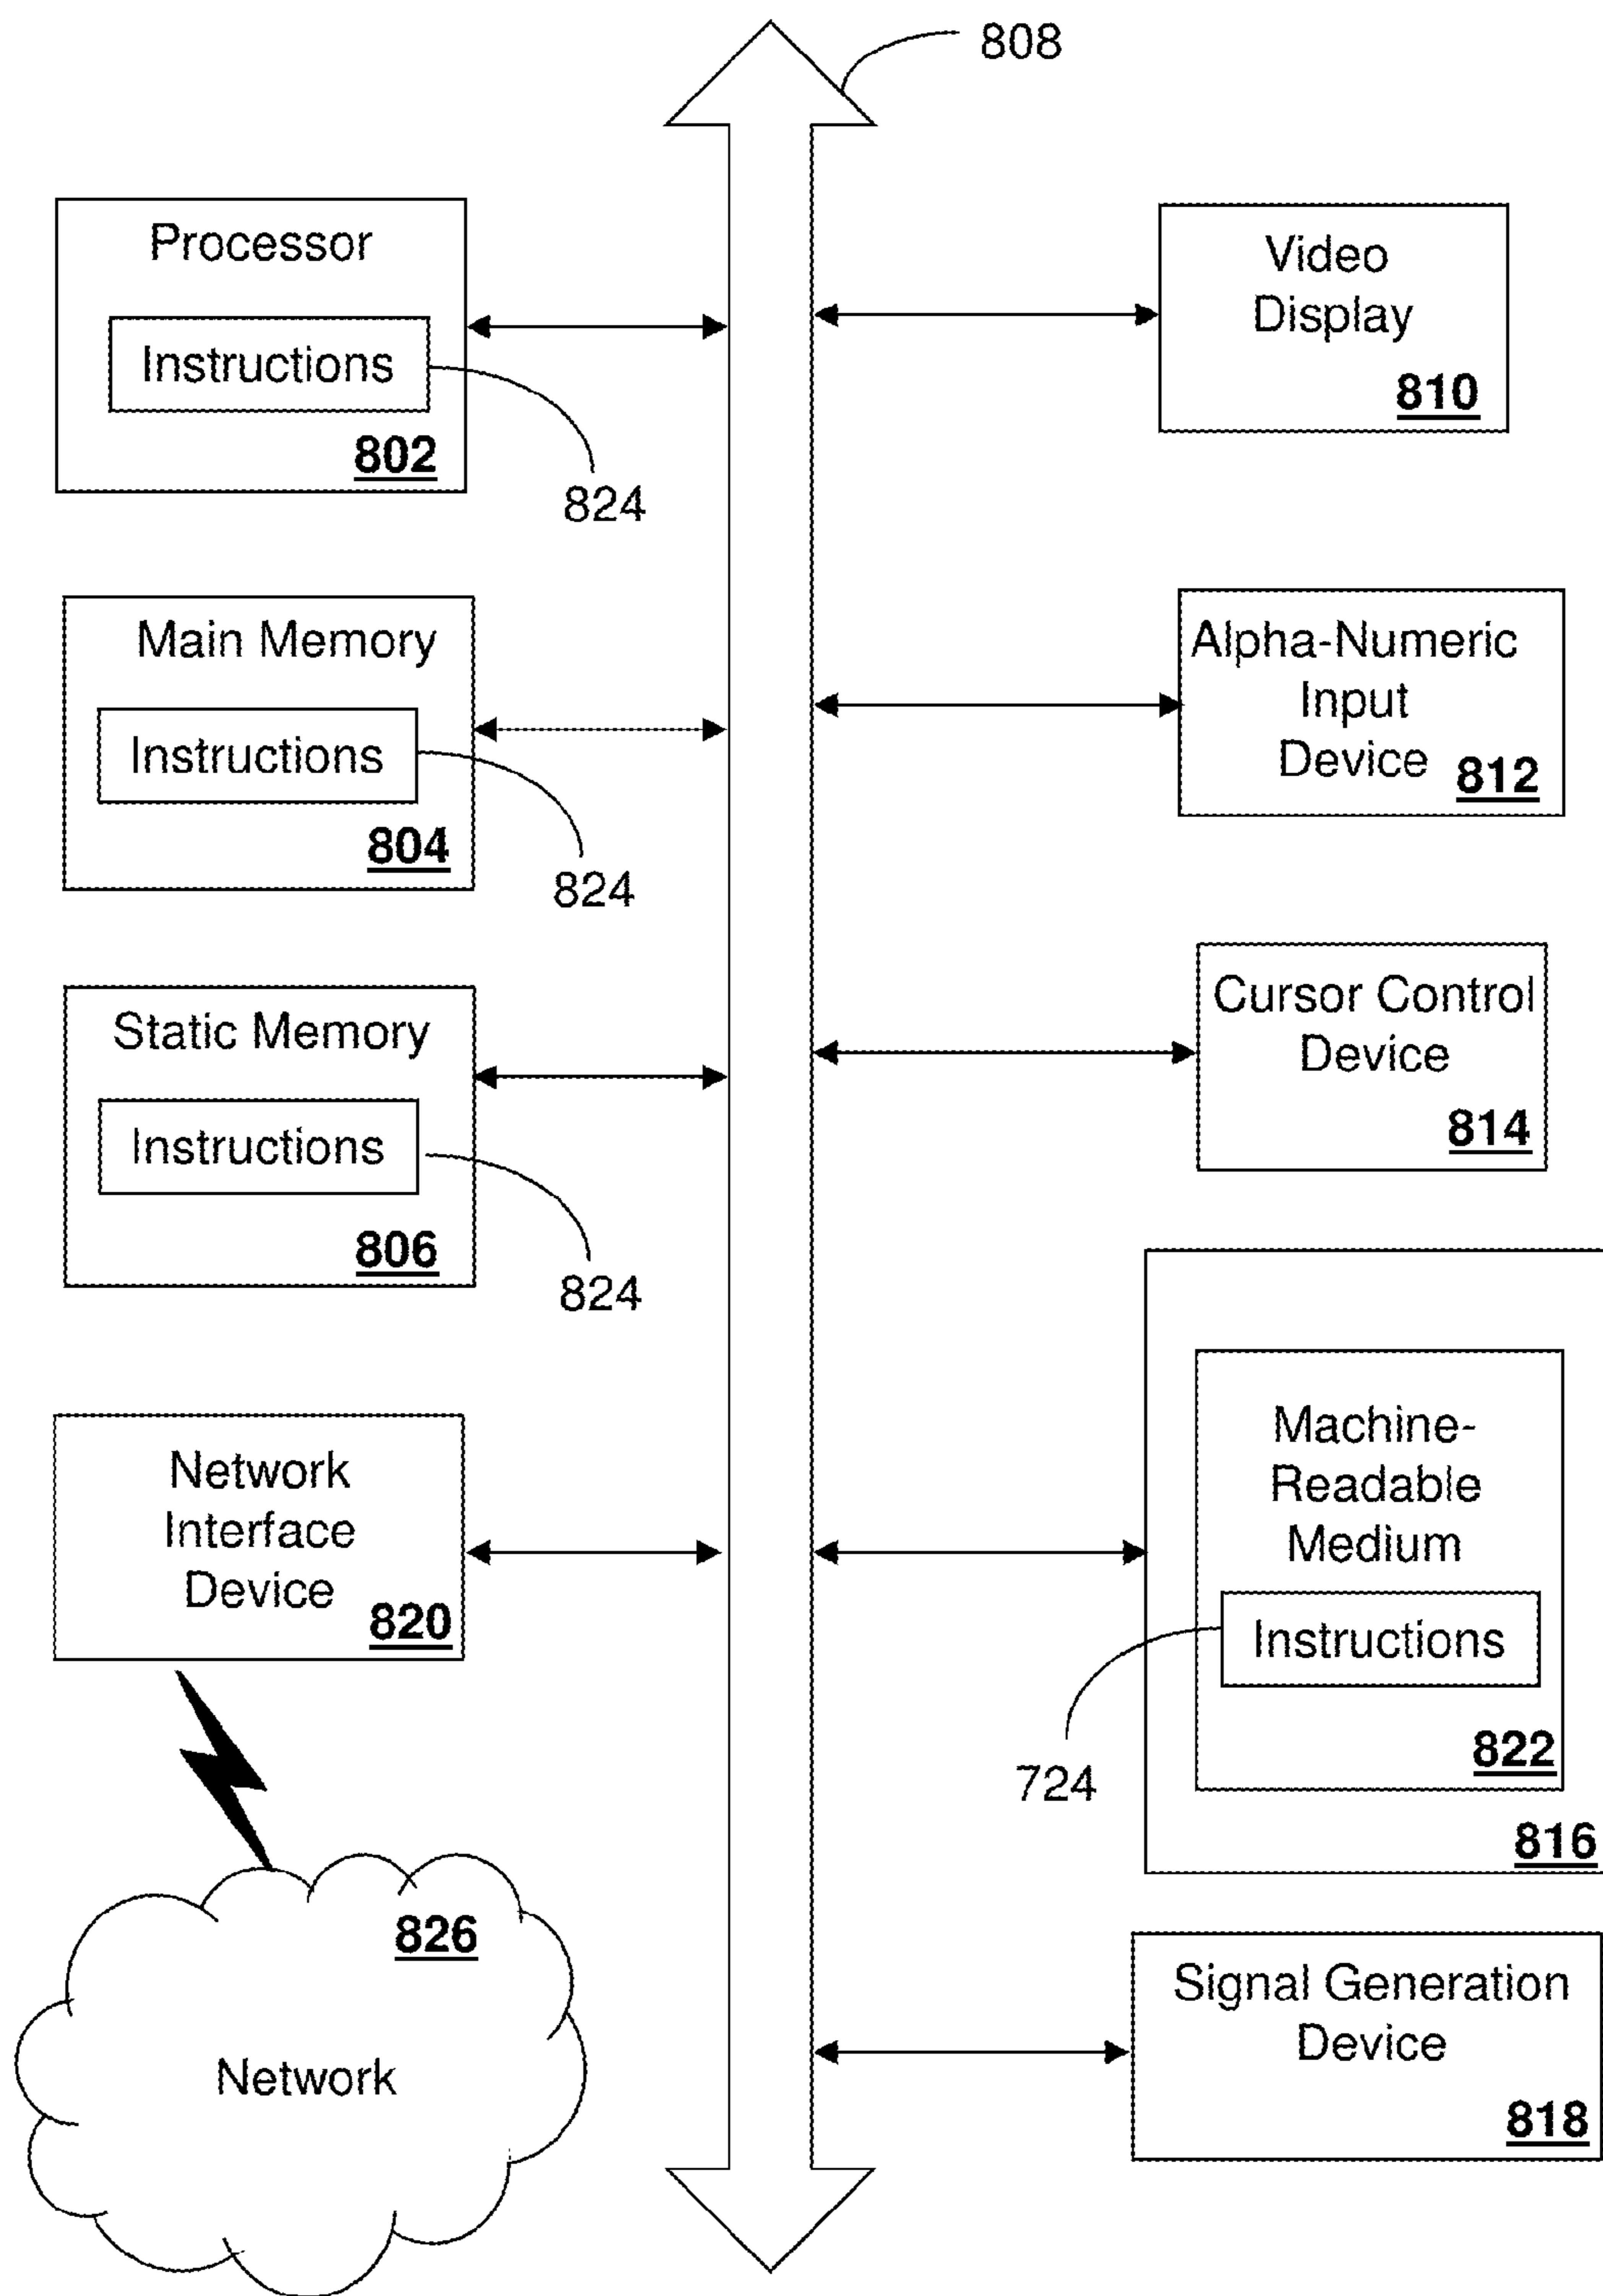 808
Processor
Instructions
802
824
Main Memory
Instructions
804
824
Static Memory
Instructions
806
824
Network
Interface
Device
820
826
Network
Video
Display
810
Alpha-Numeric
Input
Device
812
Cursor Control
Device
814
Machine-
Readable
Medium
Instructions
724
822
816
Signal Generation
Device
818